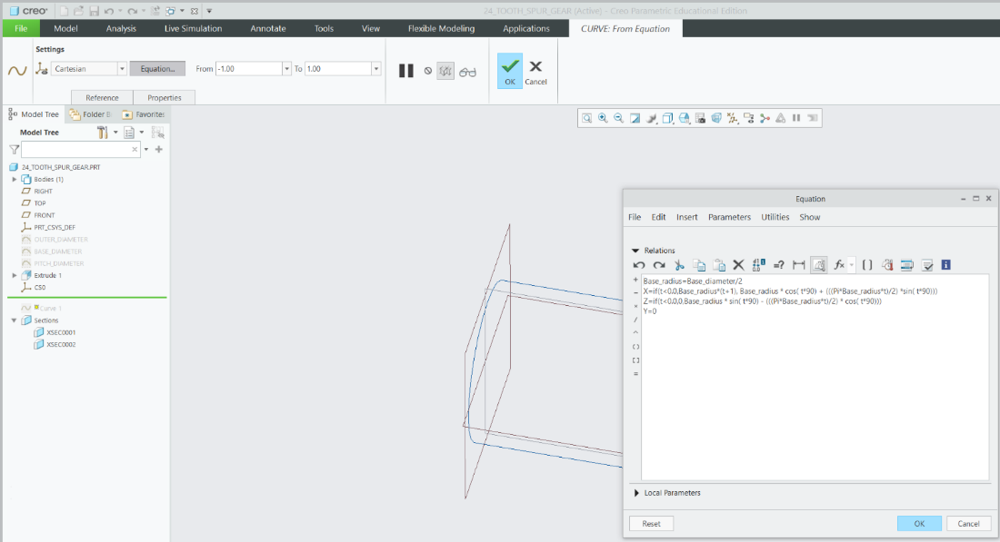 creo
24_TOOTH_SPUR_GEAR (Active) - Creo Parametric Educational Edition
File Model Analysis Live Simulation Annotate Tools View Flexible Modeling Applications CURVE: From Equation
Settings
Cartesian Equation... From -1.00 To 1.00
OK Cancel
Reference Properties
Model Tree Folder B Favorites
Model Tree
24_TOOTH_SPUR_GEAR.PRT
Bodies (1)
RIGHT
TOP
FRONT
PRT_CSYS_DEF
OUTER_DIAMETER
BASE_DIAMETER
PITCH_DIAMETER
Extrude 1
CS0
Curve 1
Sections
XSEC0001
XSEC0002
Equation
File Edit Insert Parameters Utilities Show
Relations
Base_radius=Base_diameter/2
X=if(t<0.0,Base_radius*(t+1), Base_radius * cos( t*90) + (((Pi*Base_radius*t)/2) *sin( t*90)))
Z=if(t<0,0,Base_radius * sin( t*90) - (((Pi*Base_radius*t)/2) * cos( t*90)))
Y=0
Local Parameters
Reset OK Cancel